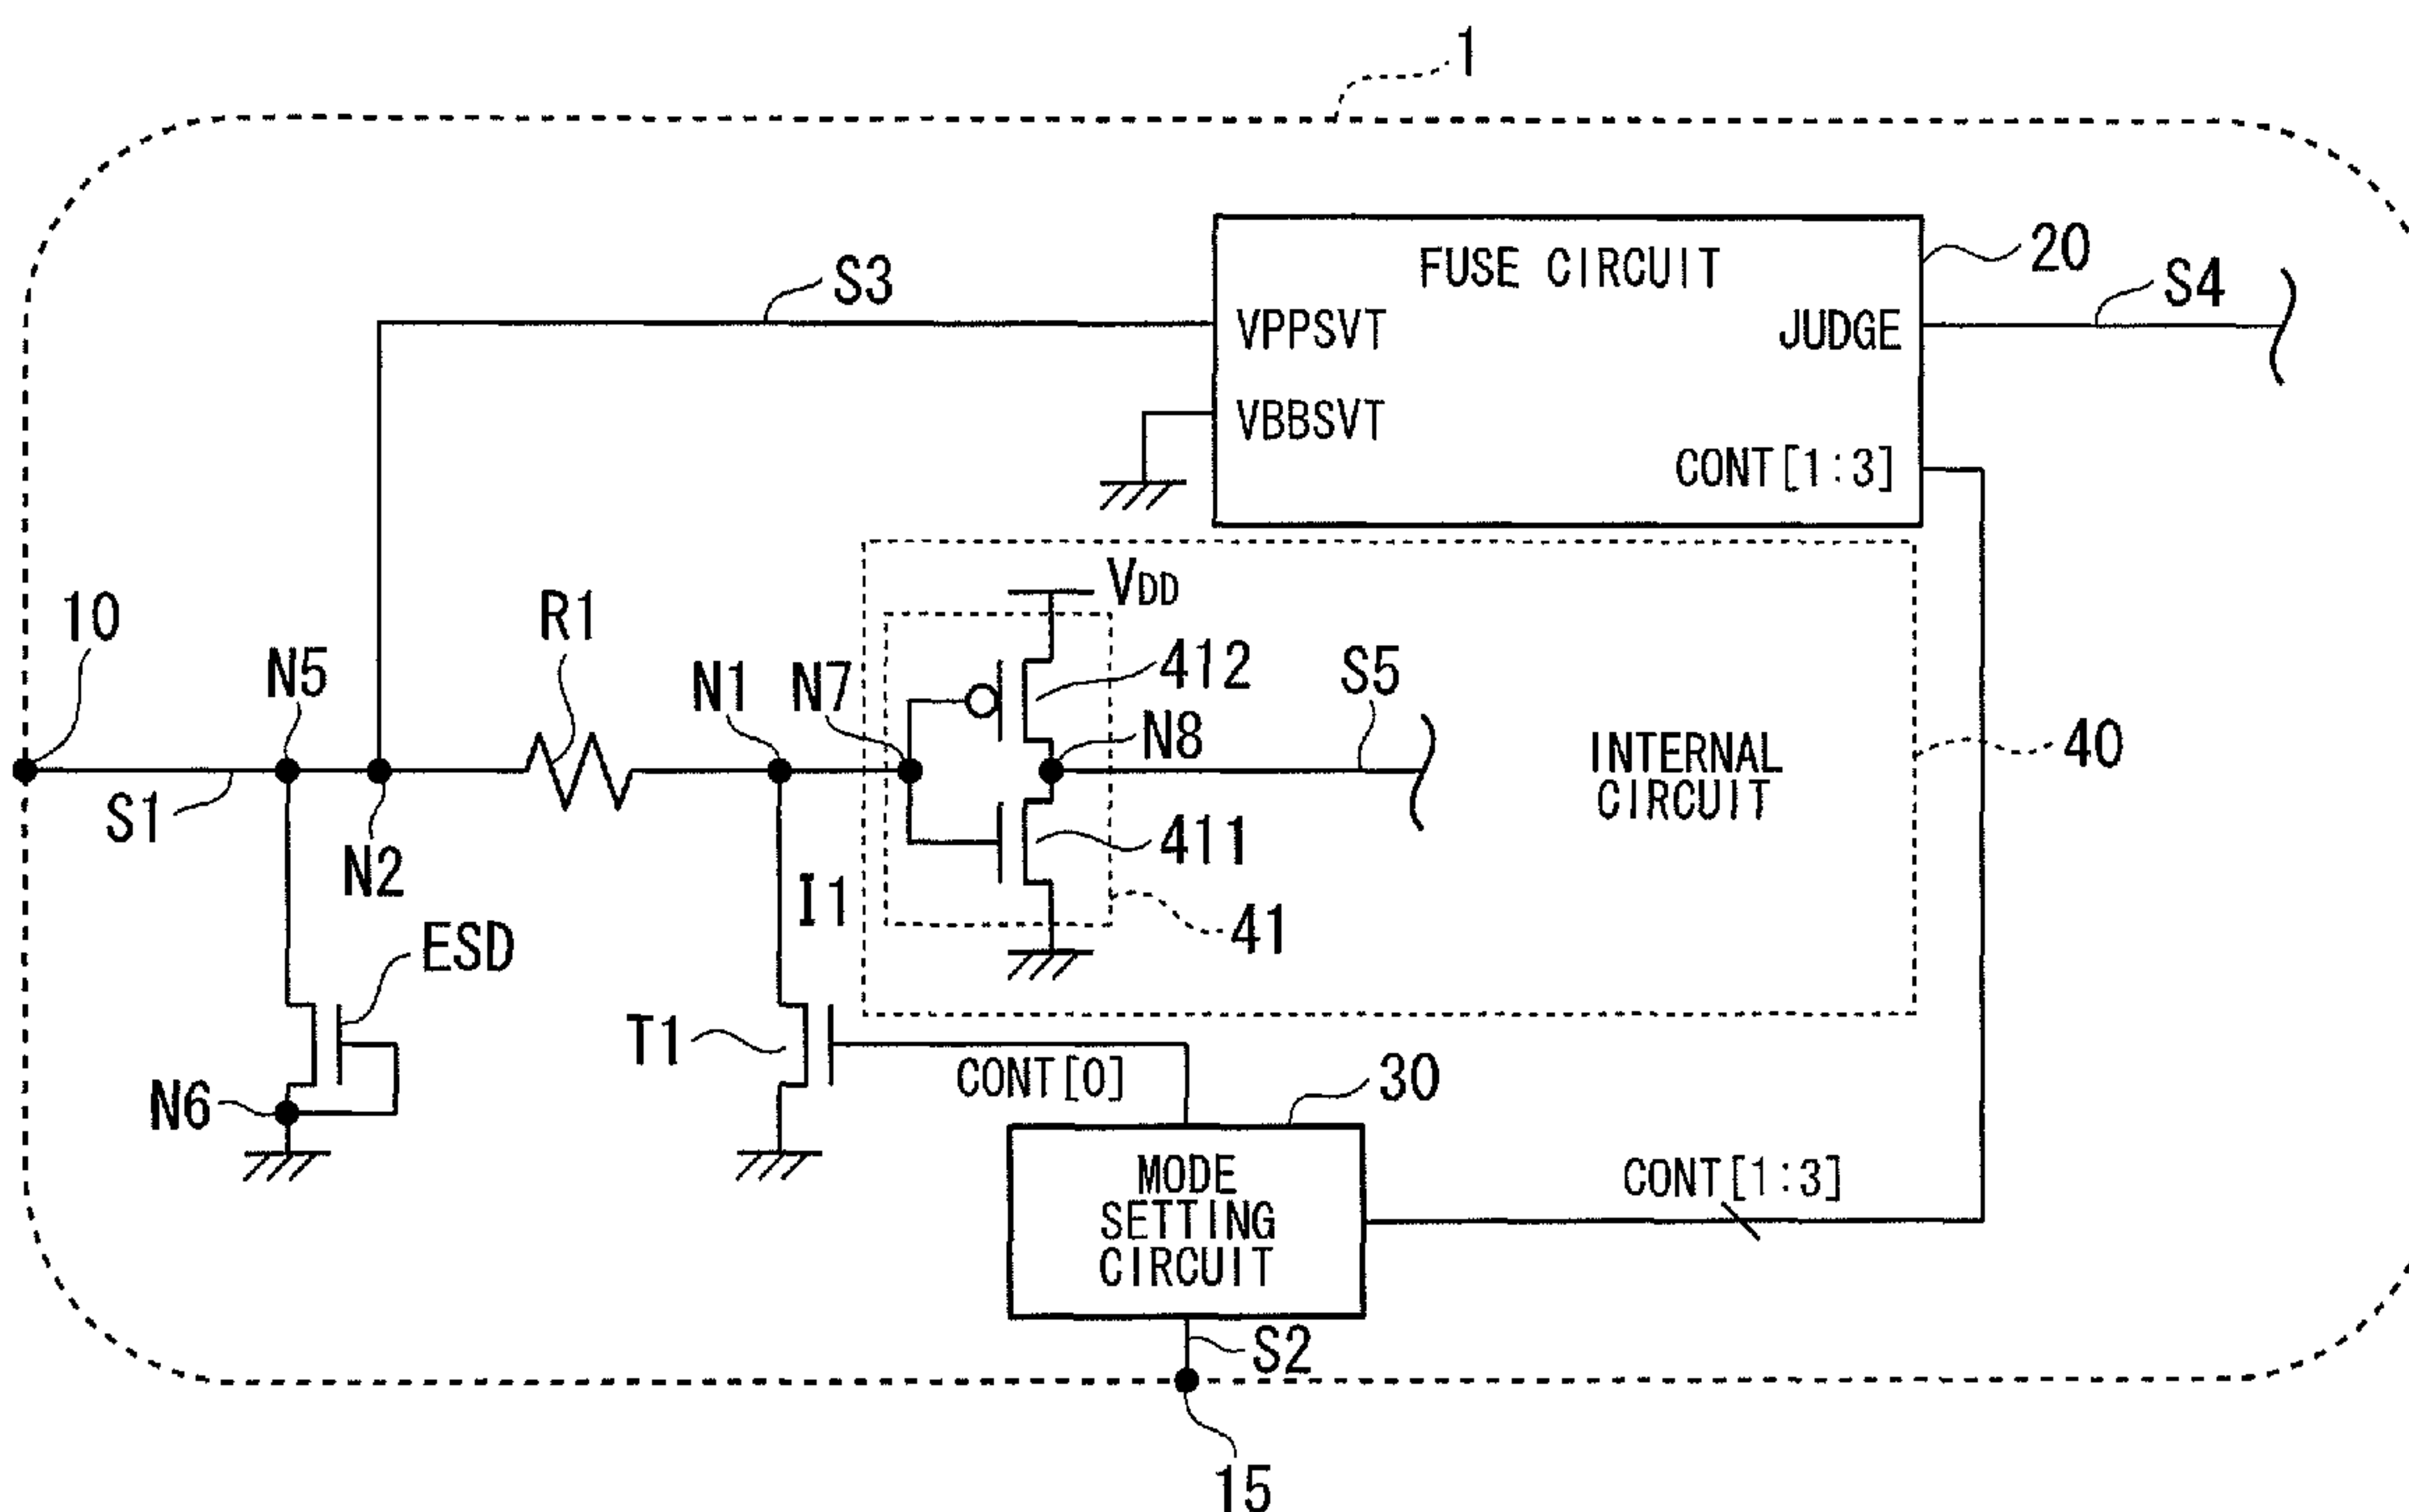 1
FUSE CIRCUIT
20
S3
S4
VPPSVT
JUDGE
VBBSVT
CONT[1:3]
VDD
10
R1
N5
N1
N7
412
S5
N8
INTERNAL
CIRCUIT
40
S1
N2
411
I1
41
ESD
T1
CONT[0]
30
N6
MODE
SETTING
CIRCUIT
CONT[1:3]
S2
15